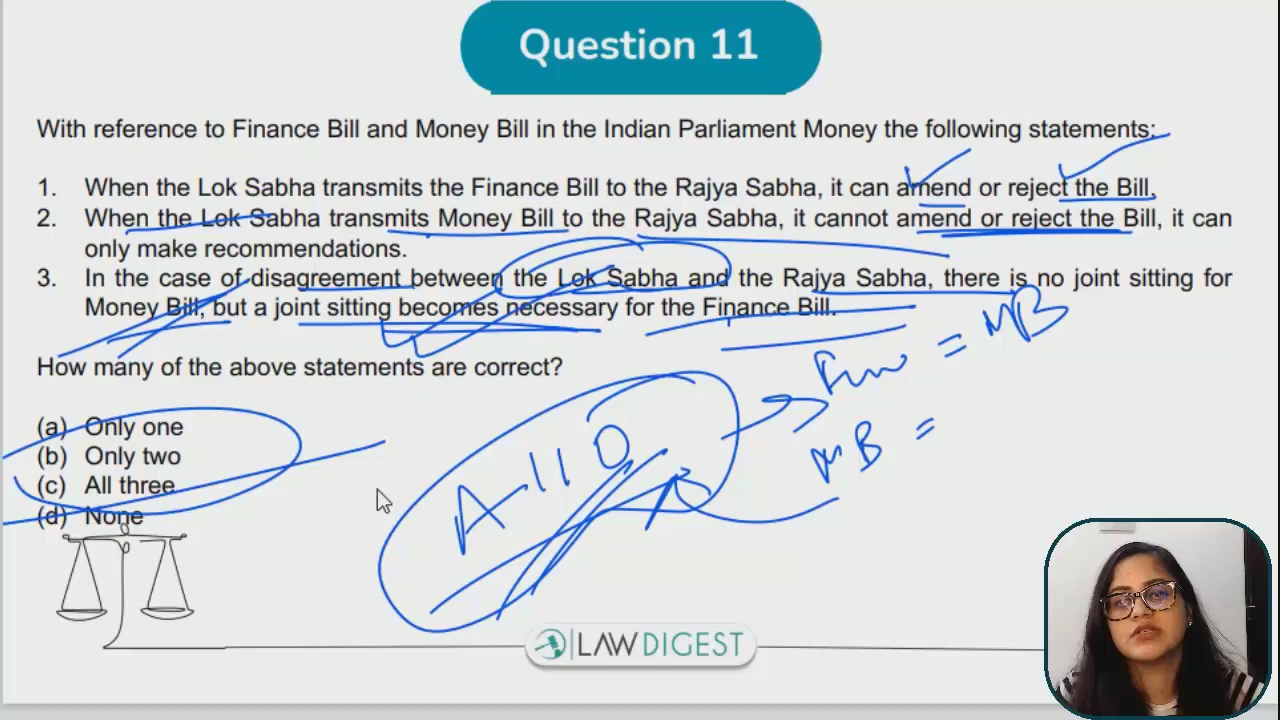 Question 11
With reference to Finance Bill and Money Bill in the Indian Parliament Money the following statements:
1. When the Lok Sabha transmits the Finance Bill to the Rajya Sabha, it can amend or reject the Bill.
2. When the Lok Sabha transmits Money Bill to the Rajya Sabha, it cannot amend or reject the Bill, it can
only make recommendations.
3. In the case of disagreement between the Lok Sabha and the Rajya Sabha, there is no joint sitting for
Money Bill, but a joint sitting becomes necessary for the Finance Bill.
How many of the above statements are correct?
(a) Only one
(b) Only two
(c) All three
(d) None
A-110
= MB
MB =
LAWDIGEST